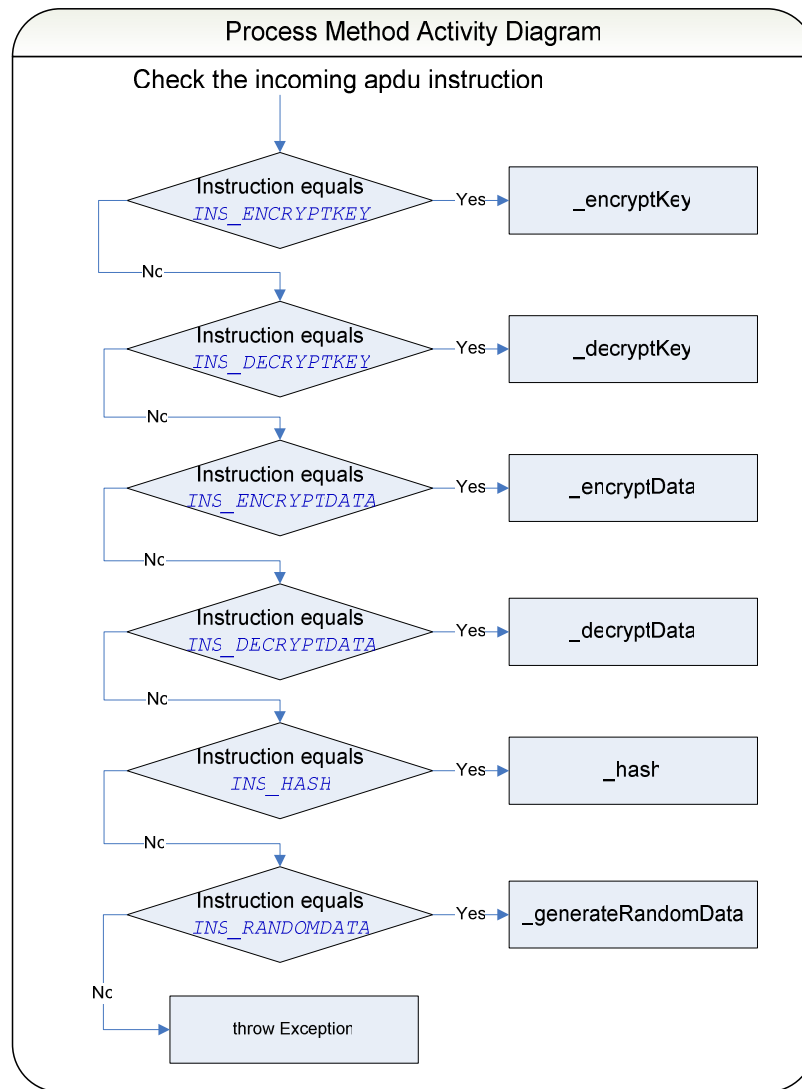 Process Method Activity Diagram
Check the incoming apdu instruction
Instruction equals
INS_ENCRYPTKEY
Yes
_encryptKey
No
Instruction equals
INS_DECRYPTKEY
Yes
_decryptKey
No
Instruction equals
INS_ENCRYPTDATA
Yes
_encryptData
No
Instruction equals
INS_DECRYPTDATA
Yes
_decryptData
No
Instruction equals
INS_HASH
Yes
_hash
No
Instruction equals
INS_RANDOMDATA
Yes
_generateRandomData
No
throw Exception